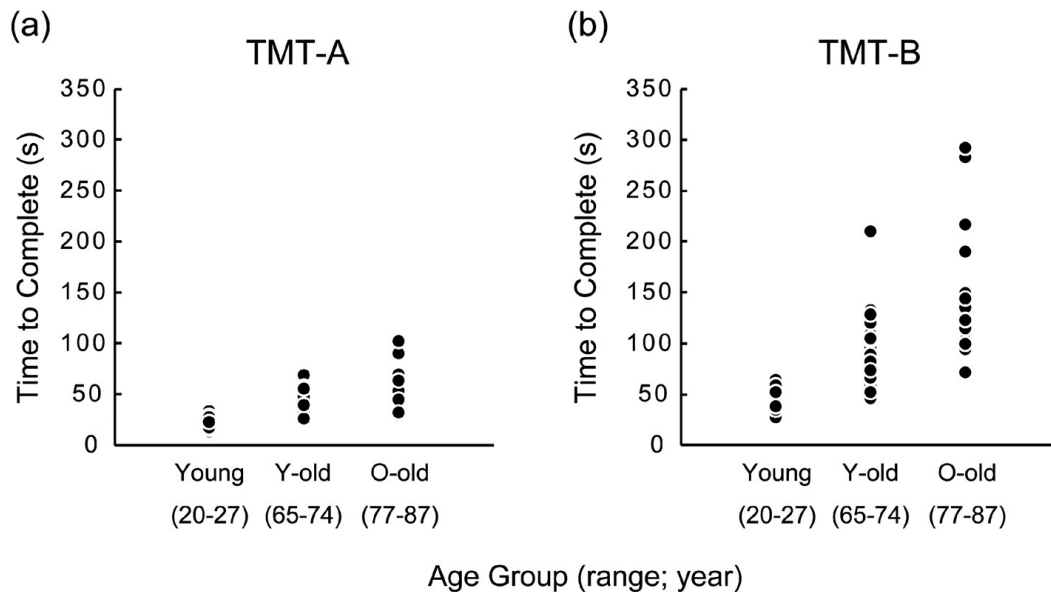 (a)
TMT-A
Time to Complete (s)
350
300
250
200
150
100
50
0
Young Y-old O-old
(20-27) (65-74) (77-87)
(b)
TMT-B
Time to Complete (s)
350
300
250
200
150
100
50
0
Young Y-old O-old
(20-27) (65-74) (77-87)
Age Group (range; year)